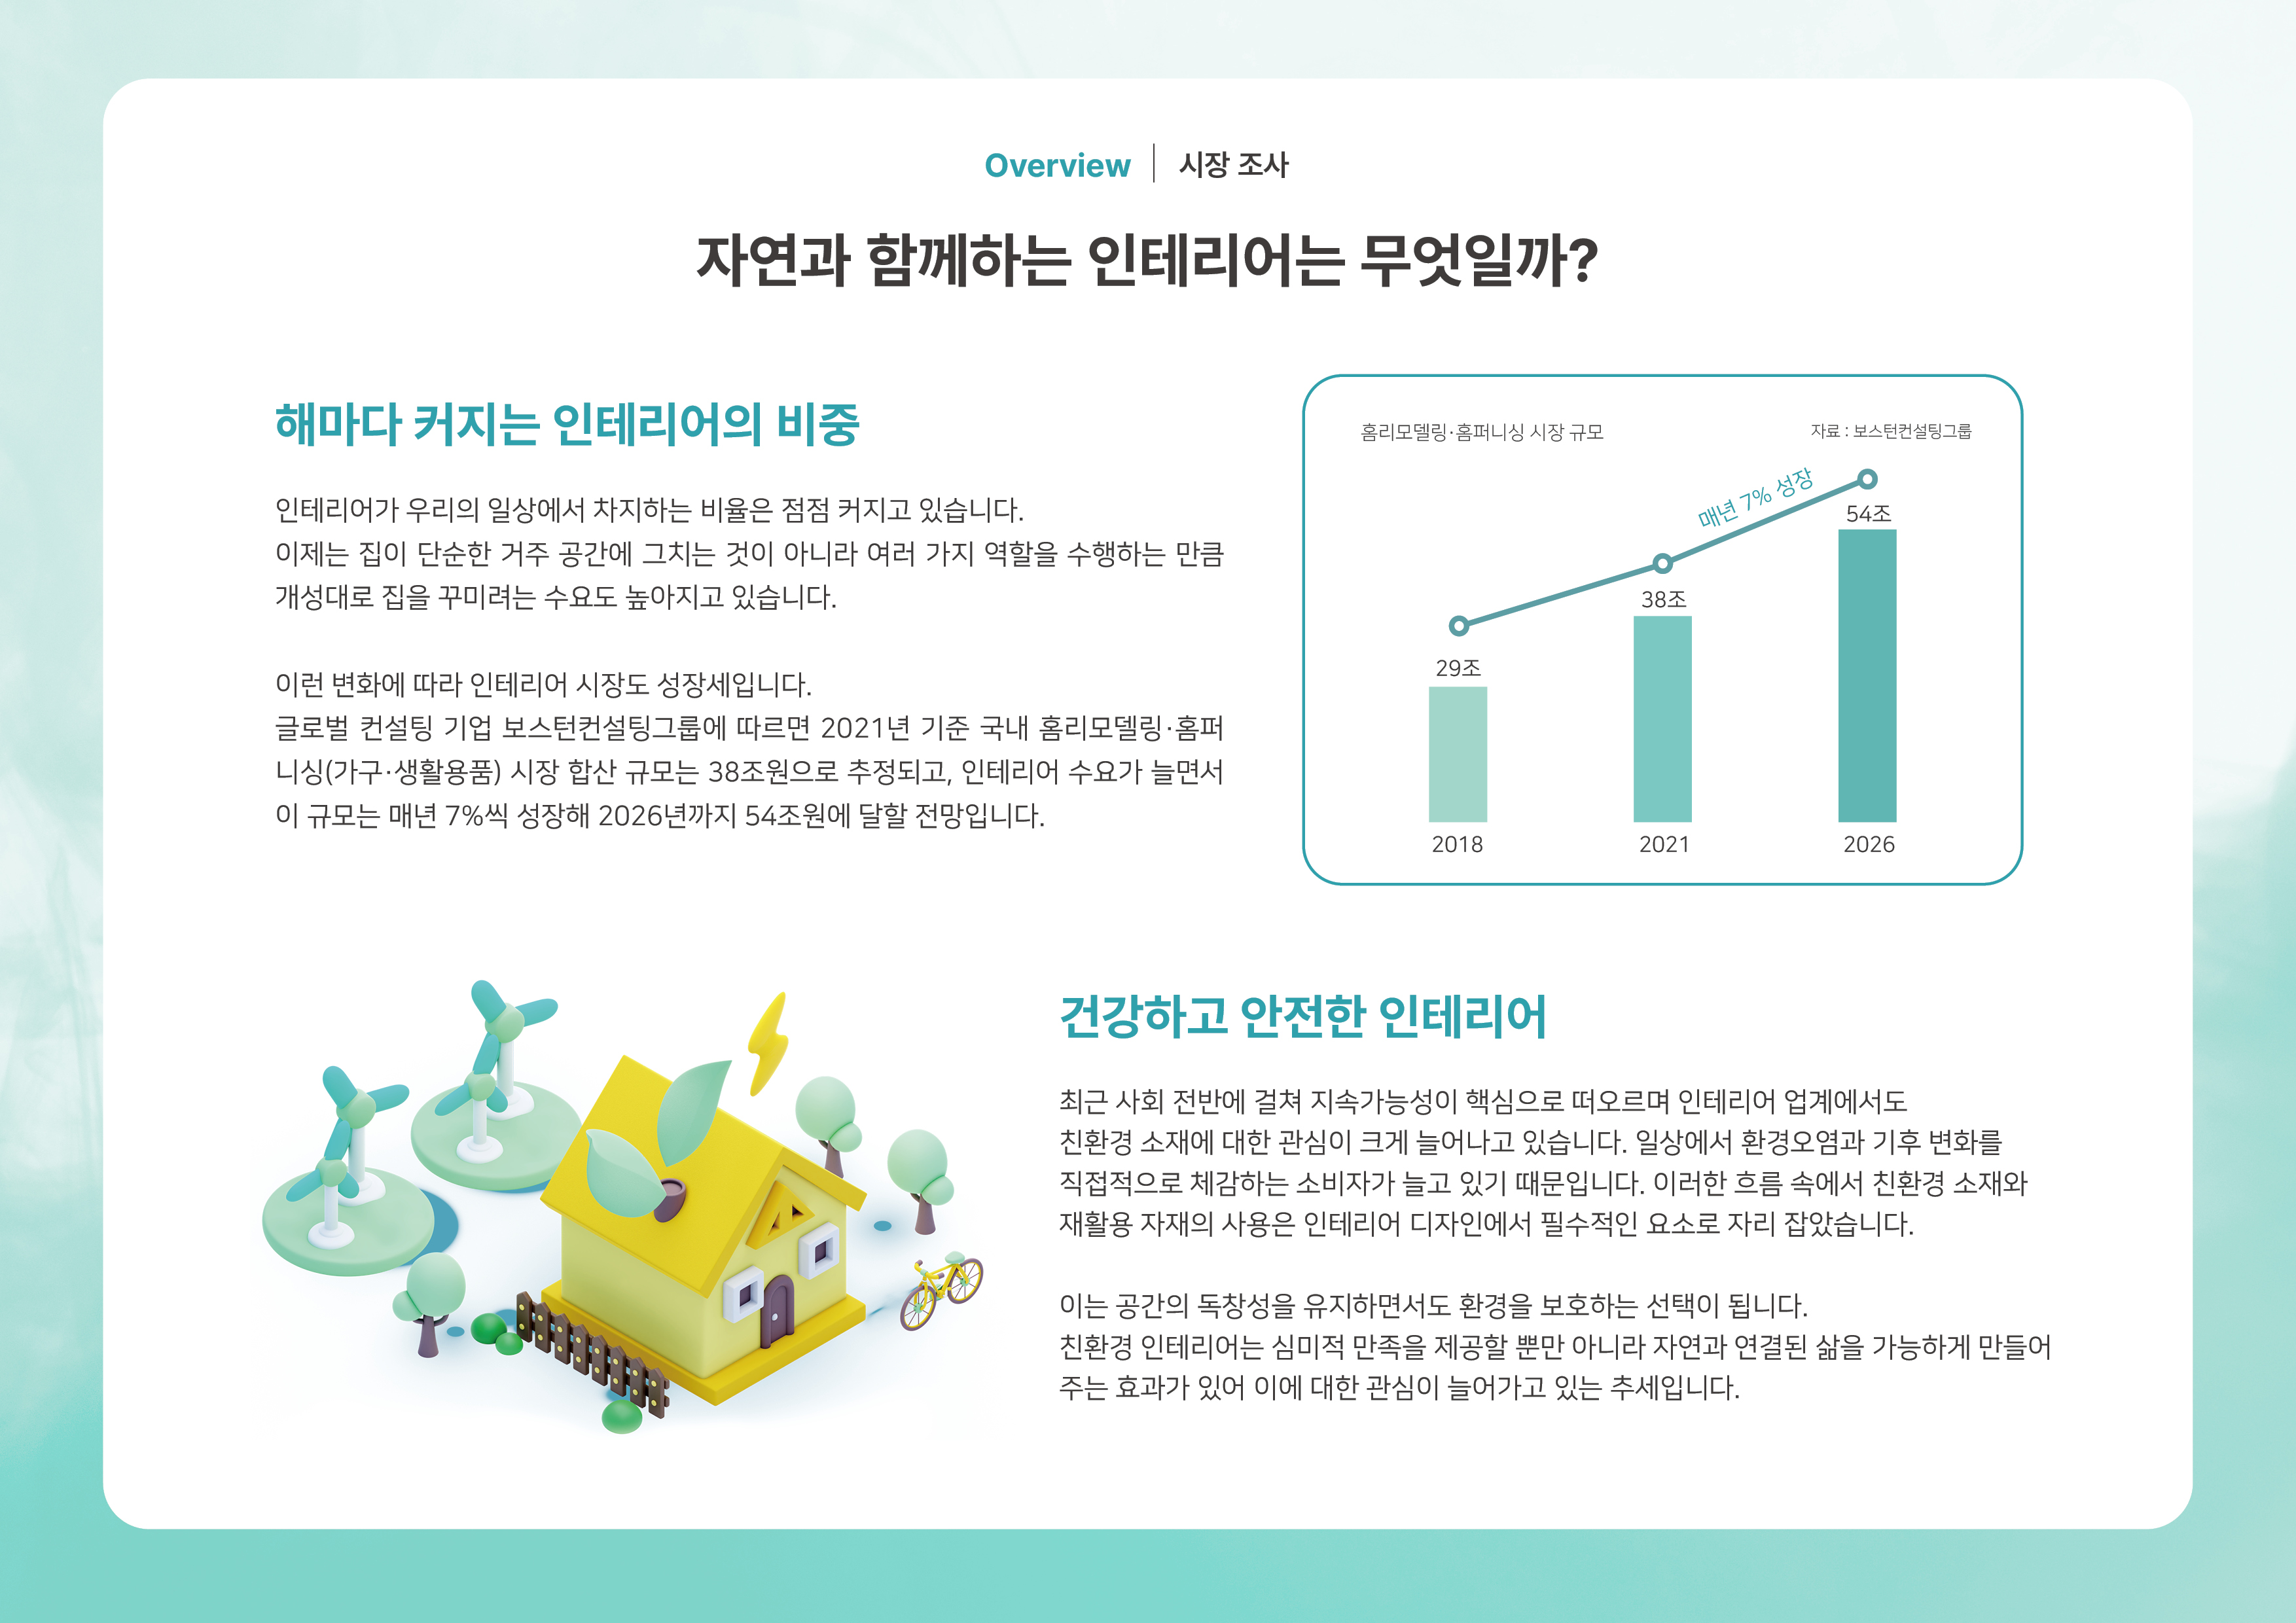 Overview | 시장 조사
자연과 함께하는 인테리어는 무엇일까?
해마다 커지는 인테리어의 비중
인테리어가 우리의 일상에서 차지하는 비율은 점점 커지고 있습니다.
이제는 집이 단순한 거주 공간에 그치는 것이 아니라 여러 가지 역할을 수행하는 만큼
개성대로 집을 꾸미려는 수요도 높아지고 있습니다.
이런 변화에 따라 인테리어 시장도 성장세입니다.
글로벌 컨설팅 기업 보스턴컨설팅그룹에 따르면 2021년 기준 국내 홈리모델링·홈퍼
니싱(가구·생활용품) 시장 합산 규모는 38조원으로 추정되고, 인테리어 수요가 늘면서
이 규모는 매년 7%씩 성장해 2026년까지 54조원에 달할 전망입니다.
홈리모델링·홈퍼니싱 시장 규모
자료 : 보스턴컨설팅그룹
매년 7% 성장
54조
38조
29조
2018
2021
2026
건강하고 안전한 인테리어
최근 사회 전반에 걸쳐 지속가능성이 핵심으로 떠오르며 인테리어 업계에서도
친환경 소재에 대한 관심이 크게 늘어나고 있습니다. 일상에서 환경오염과 기후 변화를
직접적으로 체감하는 소비자가 늘고 있기 때문입니다. 이러한 흐름 속에서 친환경 소재와
재활용 자재의 사용은 인테리어 디자인에서 필수적인 요소로 자리 잡았습니다.
이는 공간의 독창성을 유지하면서도 환경을 보호하는 선택이 됩니다.
친환경 인테리어는 심미적 만족을 제공할 뿐만 아니라 자연과 연결된 삶을 가능하게 만들어
주는 효과가 있어 이에 대한 관심이 늘어가고 있는 추세입니다.